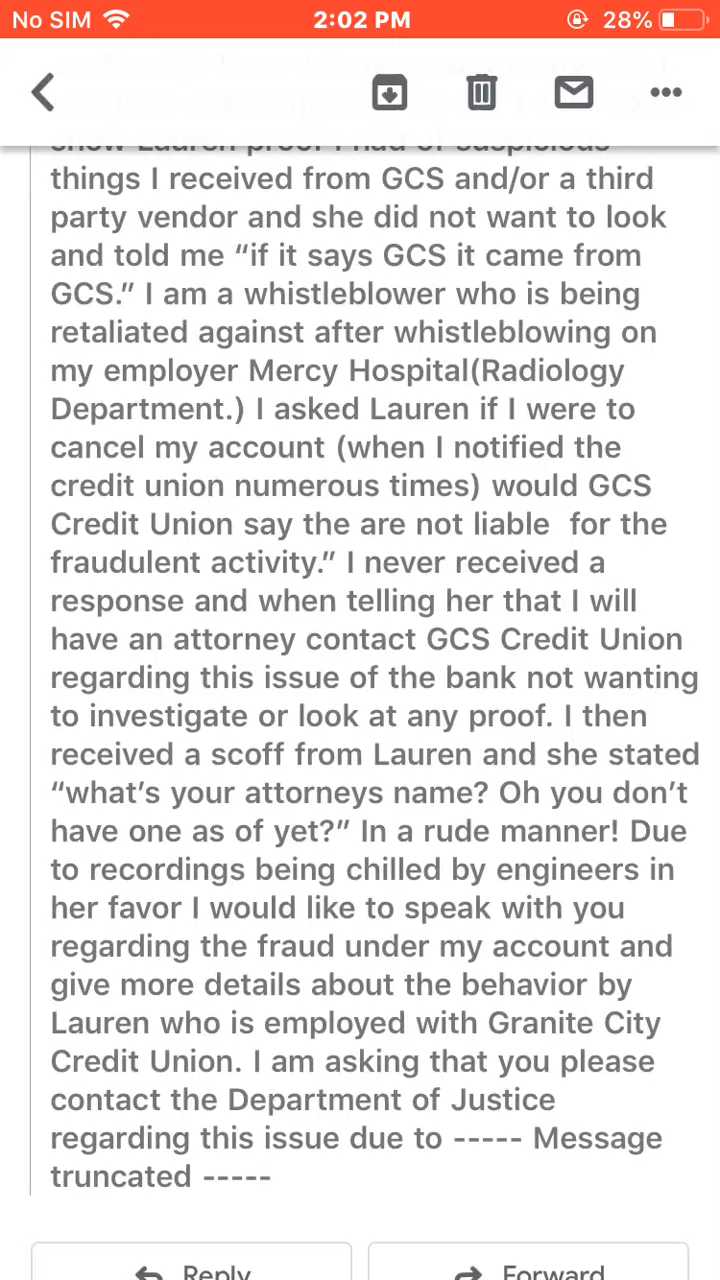 No SIM 2:02 PM 28%
show Lauren proof I had of suspicious
things I received from GCS and/or a third
party vendor and she did not want to look
and told me “if it says GCS it came from
GCS.” I am a whistleblower who is being
retaliated against after whistleblowing on
my employer Mercy Hospital(Radiology
Department.) I asked Lauren if I were to
cancel my account (when I notified the
credit union numerous times) would GCS
Credit Union say the are not liable  for the
fraudulent activity.” I never received a
response and when telling her that I will
have an attorney contact GCS Credit Union
regarding this issue of the bank not wanting
to investigate or look at any proof. I then
received a scoff from Lauren and she stated
“what’s your attorneys name? Oh you don’t
have one as of yet?” In a rude manner! Due
to recordings being chilled by engineers in
her favor I would like to speak with you
regarding the fraud under my account and
give more details about the behavior by
Lauren who is employed with Granite City
Credit Union. I am asking that you please
contact the Department of Justice
regarding this issue due to ----- Message
truncated -----
Reply Forward